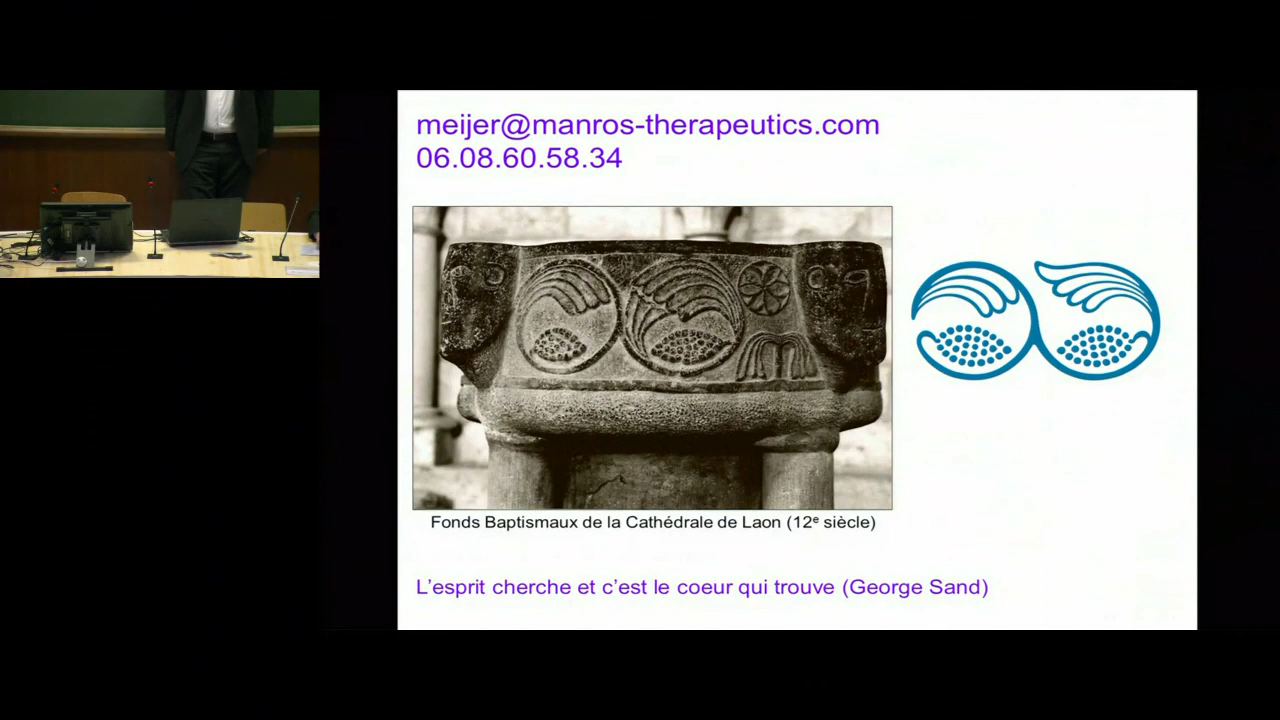 meijer@manros-therapeutics.com
06.08.60.58.34
Fonds Baptismaux de la Cathédrale de Laon (12e siècle)
L’esprit cherche et c’est le coeur qui trouve (George Sand)